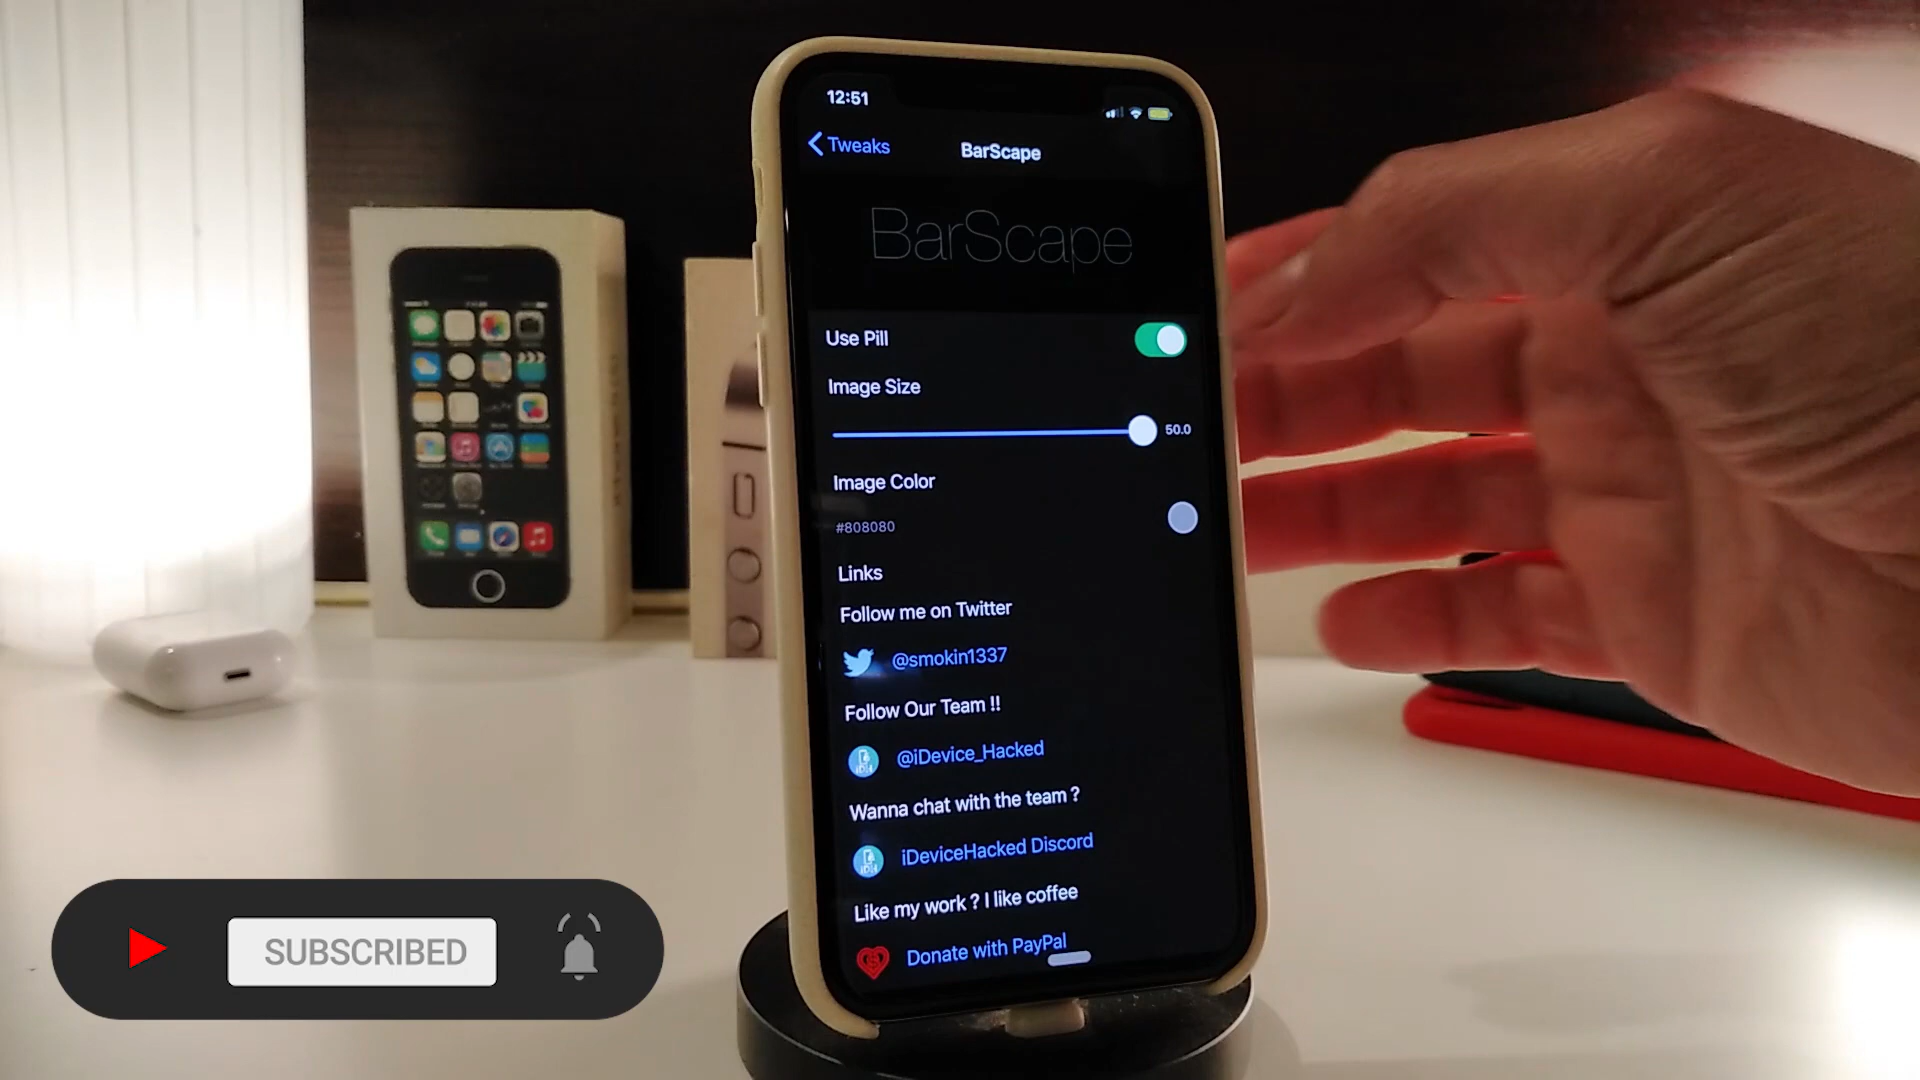 12:51
Tweaks
BarScape
BarScape
Use Pill
Image Size
50.0
Image Color
#808080
Links
Follow me on Twitter
@smokin1337
Follow Our Team !!
@iDevice_Hacked
Wanna chat with the team ?
iDeviceHacked Discord
Like my work ? I like coffee
Donate with PayPal
SUBSCRIBED